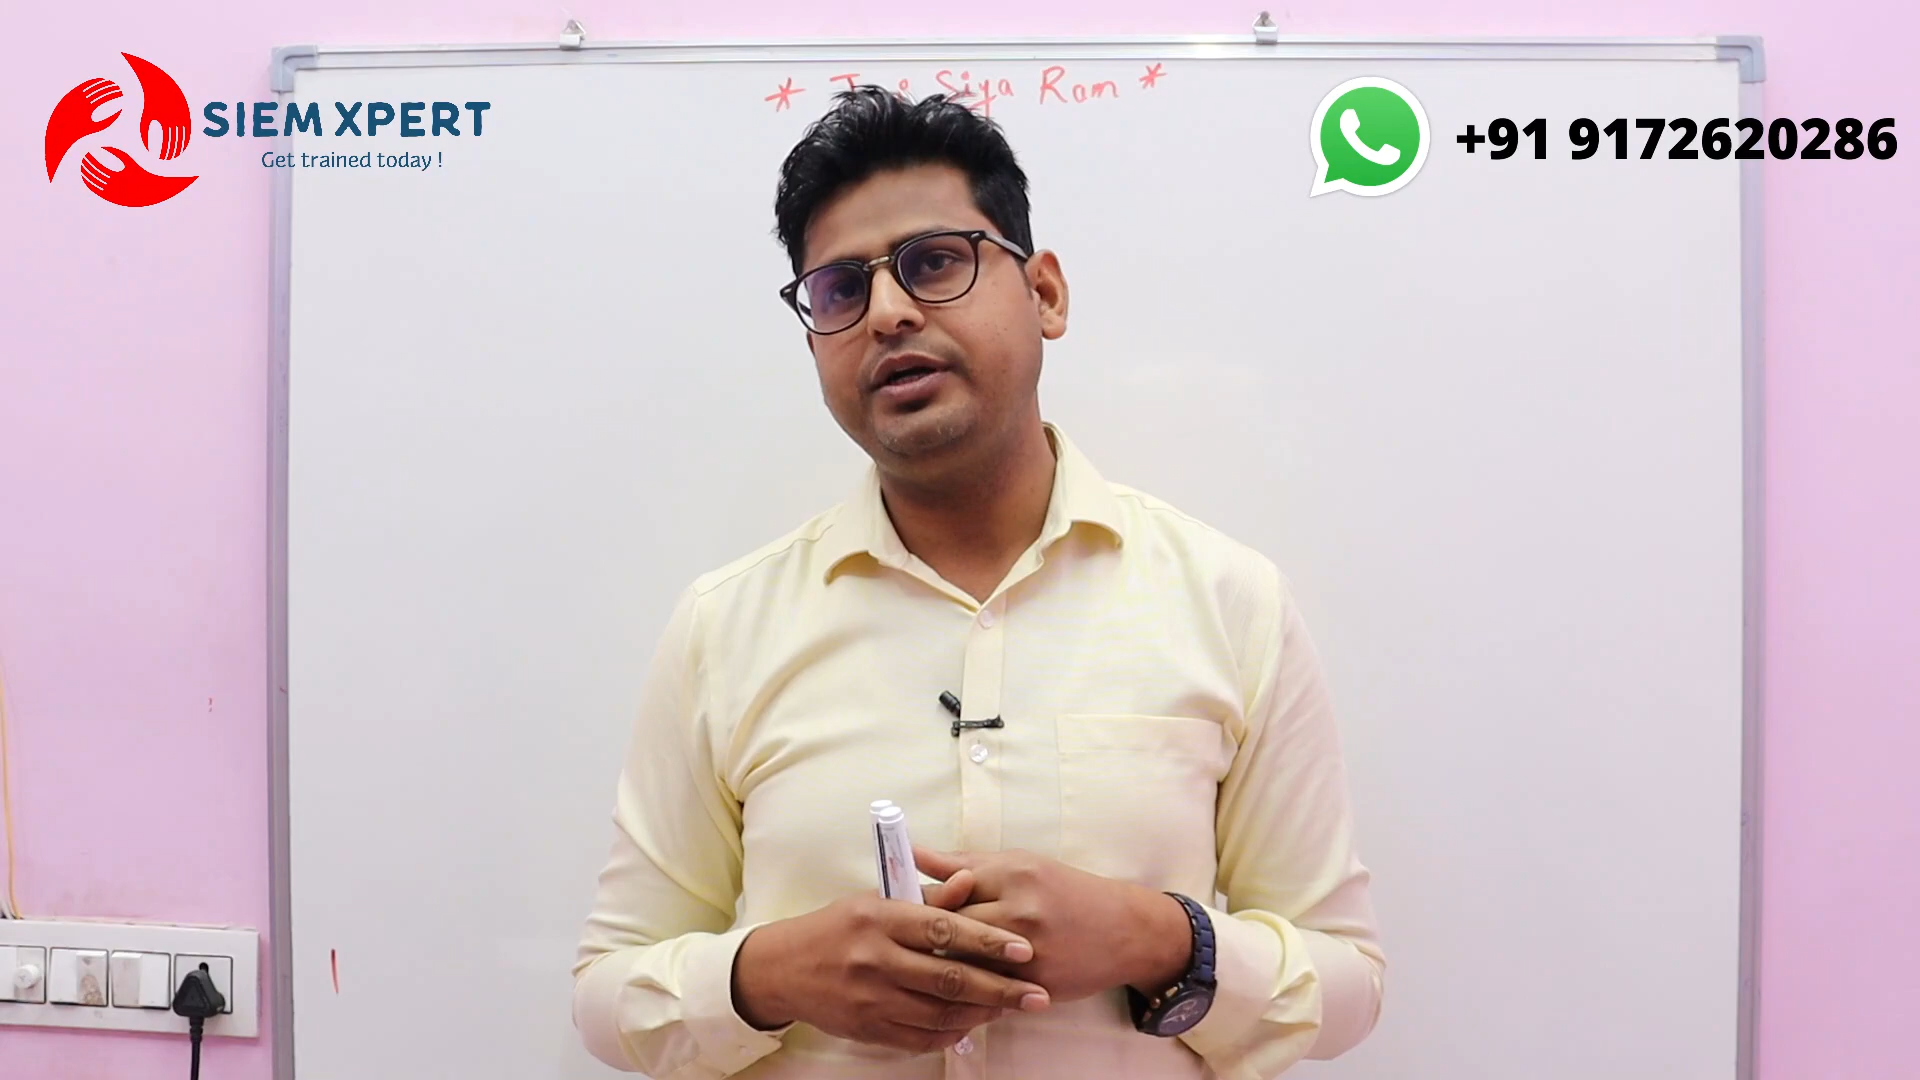 * Siya Ram *
SIEM XPERT
Get trained today !
+91 9172620286